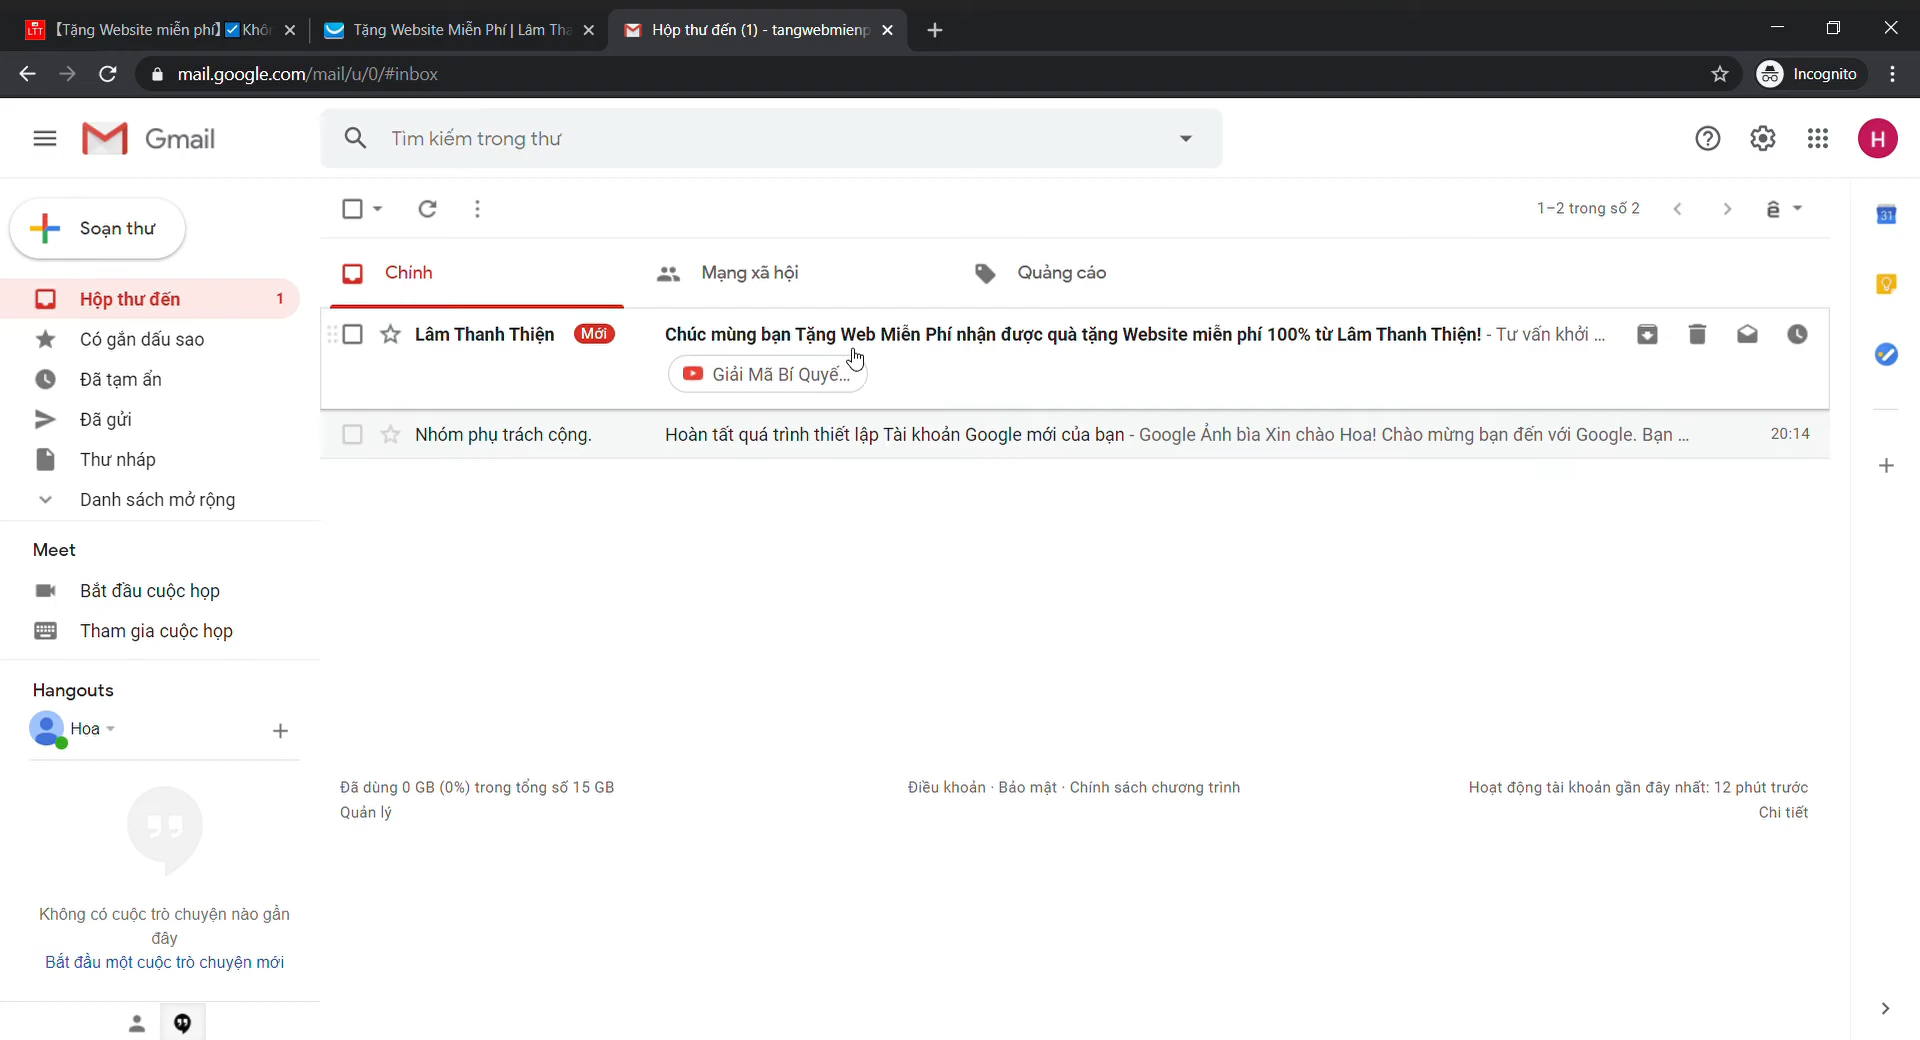 LTT
【Tặng Website miễn phí】
Tặng Website Miễn Phí | Lâm Tha
Hộp thư đến (1) - tangwebmienp
mail.google.com/mail/u/0/#inbox
Incognito
Gmail
Tìm kiếm trong thư
H
Soạn thư
1–2 trong số 2
ê
31
Chính
Mạng xã hội
Quảng cáo
Hộp thư đến 1
Có gắn dấu sao
Đã tạm ẩn
Đã gửi
Thư nháp
Danh sách mở rộng
Lâm Thanh Thiện Mới Chúc mừng bạn Tặng Web Miễn Phí nhận được quà tặng Website miễn phí 100% từ Lâm Thanh Thiện! - Tư vấn khởi ...
Giải Mã Bí Quyế...
Nhóm phụ trách cộng. Hoàn tất quá trình thiết lập Tài khoản Google mới của bạn - Google Ảnh bìa Xin chào Hoa! Chào mừng bạn đến với Google. Bạn ... 20:14
Meet
Bắt đầu cuộc họp
Tham gia cuộc họp
Hangouts
Hoa
Không có cuộc trò chuyện nào gần
đây
Bắt đầu một cuộc trò chuyện mới
Đã dùng 0 GB (0%) trong tổng số 15 GB
Quản lý
Điều khoản · Bảo mật · Chính sách chương trình
Hoạt động tài khoản gần đây nhất: 12 phút trước
Chi tiết